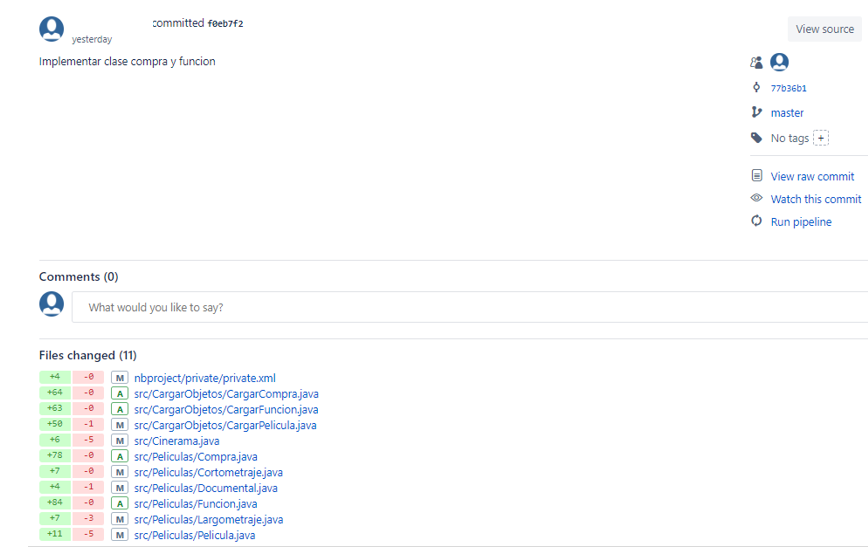 committed f0eb7f2
View source
yesterday
Implementar clase compra y funcion
77b36b1
master
No tags +
View raw commit
Watch this commit
Run pipeline
Comments (0)
What would you like to say?
Files changed (11)
+4 -0 M nbproject/private/private.xml
+64 -0 A src/CargarObjetos/CargarCompra.java
+63 -0 A src/CargarObjetos/CargarFuncion.java
+50 -1 M src/CargarObjetos/CargarPelicula.java
+6 -5 M src/Cinerama.java
+78 -0 A src/Peliculas/Compra.java
+7 -0 M src/Peliculas/Cortometraje.java
+4 -1 M src/Peliculas/Documental.java
+84 -0 A src/Peliculas/Funcion.java
+7 -3 M src/Peliculas/Largometraje.java
+11 -5 M src/Peliculas/Pelicula.java